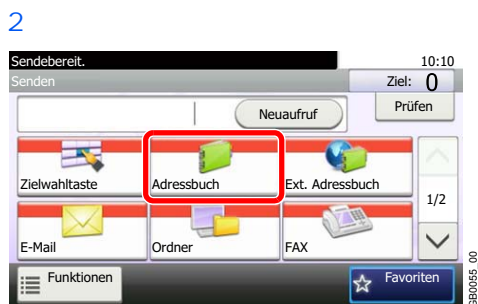 2
Sendebereit. 10:10
Senden Ziel: 0
Neuaufruf Prüfen
Zielwahltaste Adressbuch Ext. Adressbuch
1/2
E-Mail Ordner FAX
Funktionen Favoriten
GB0055_00